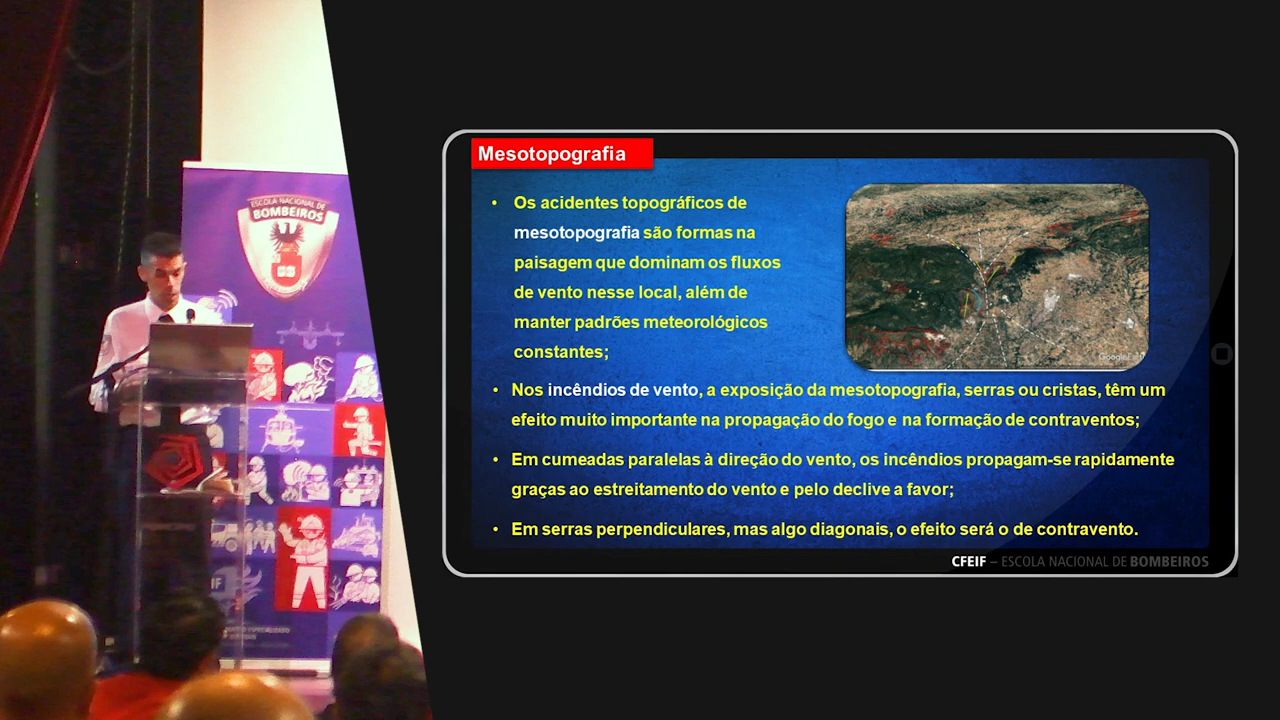 ESCOLA NACIONAL DE
BOMBEIROS
Mesotopografia
• Os acidentes topográficos de
mesotopografia são formas na
paisagem que dominam os fluxos
de vento nesse local, além de
manter padrões meteorológicos
constantes;
• Nos incêndios de vento, a exposição da mesotopografia, serras ou cristas, têm um
efeito muito importante na propagação do fogo e na formação de contraventos;
• Em cumeadas paralelas à direção do vento, os incêndios propagam-se rapidamente
graças ao estreitamento do vento e pelo declive a favor;
• Em serras perpendiculares, mas algo diagonais, o efeito será o de contravento.
CFEIF – ESCOLA NACIONAL DE BOMBEIROS